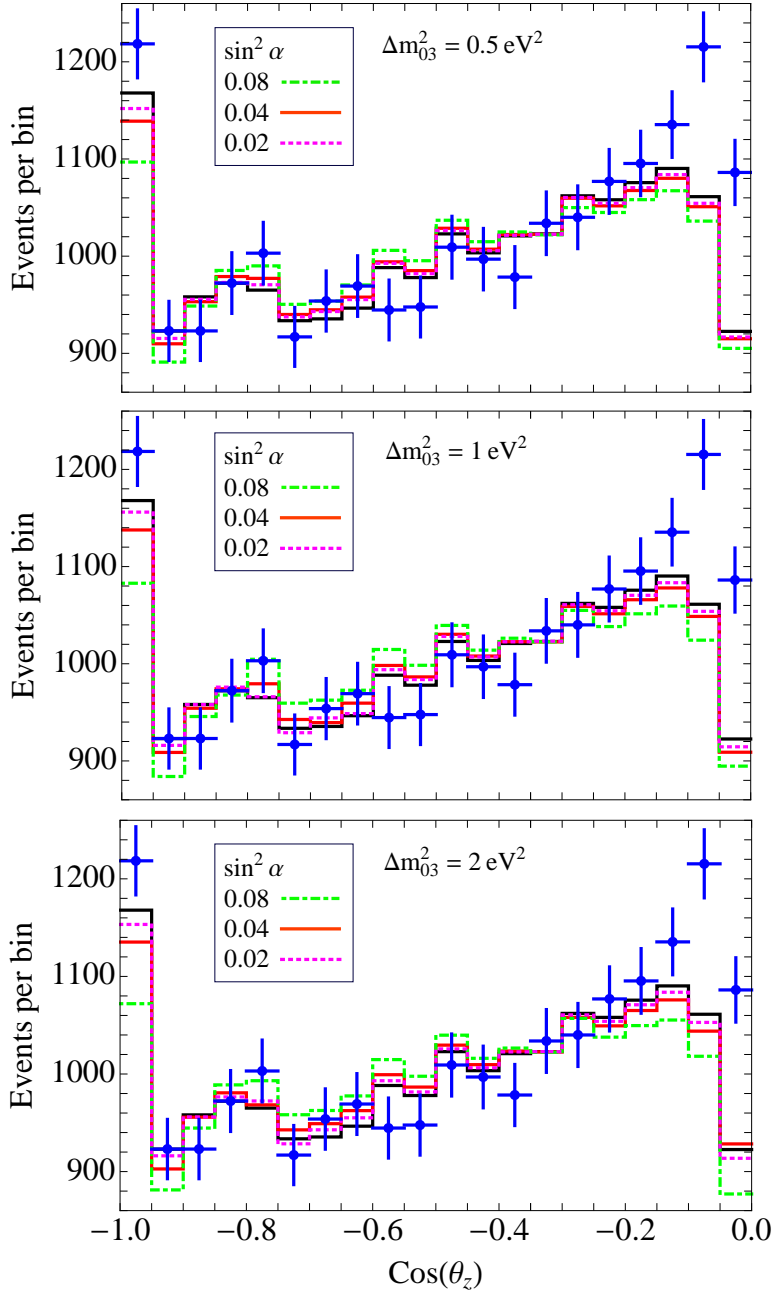 sin² α
Δm²₀₃ = 0.5 eV²
0.08
0.04
0.02
1200
1100
1000
900
Events per bin
sin² α
Δm²₀₃ = 1 eV²
0.08
0.04
0.02
1200
1100
1000
900
Events per bin
sin² α
Δm²₀₃ = 2 eV²
0.08
0.04
0.02
1200
1100
1000
900
Events per bin
−1.0 −0.8 −0.6 −0.4 −0.2 0.0
Cos(θz)